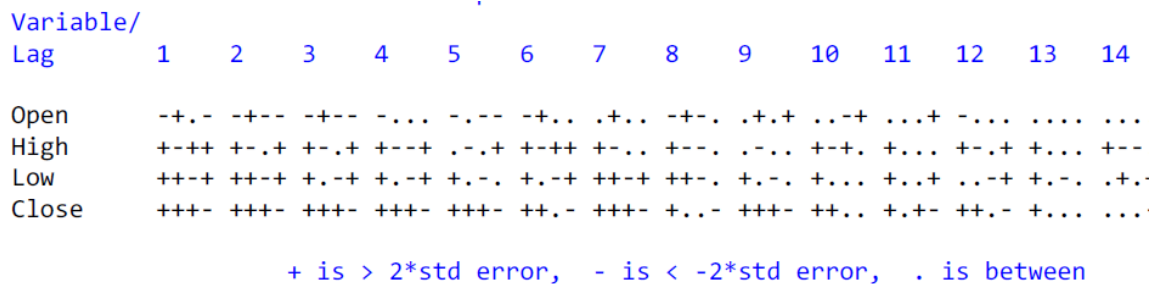 Variable/
Lag 1 2 3 4 5 6 7 8 9 10 11 12 13 14
Open -+.- -+-- -+-- -... -.-- -+.. .+.. -+-. .+.+ ..-+ ...+ -... .... ...
High +-++ +-.+ +-.+ +--+ .-.+ +-++ +-.. +--. .-.. +-+. +... +-.+ +... +--
Low ++-+ ++-+ +.-+ +.-+ +.-. +.-+ ++-+ ++-. +.-. +... +..+ ..-+ +.-. .+.
Close +++- +++- +++- +++- +++- ++.- +++- +..- +++- ++.. +.+- ++.- +... ...
+ is > 2*std error, - is < -2*std error, . is between